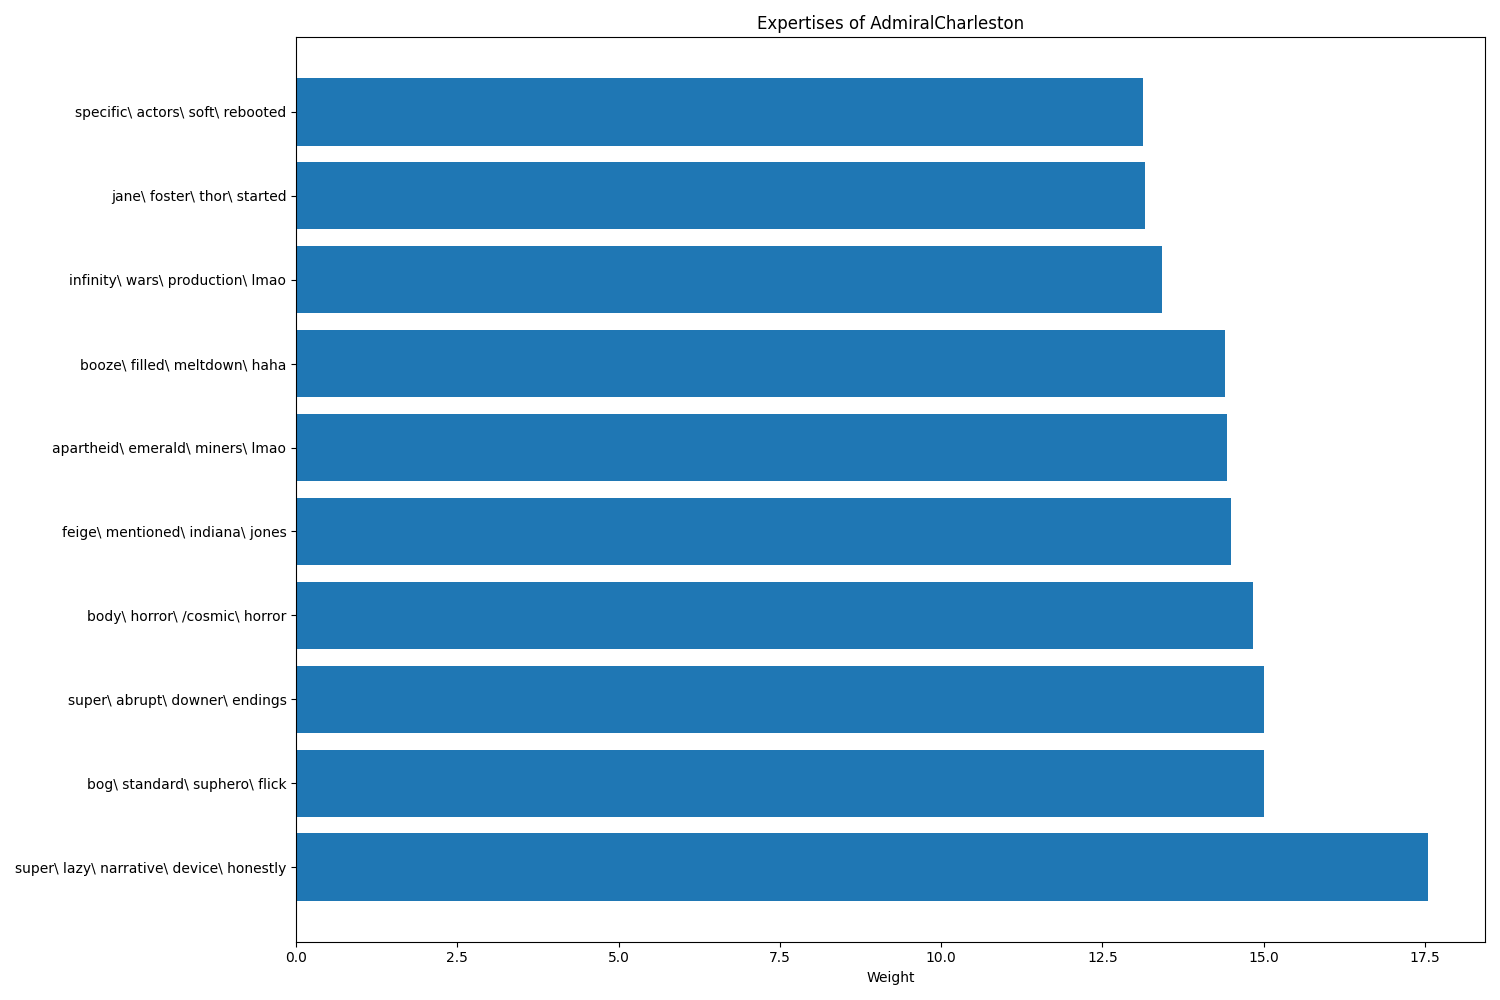 Expertises of AdmiralCharleston
specific\ actors\ soft\ rebooted
jane\ foster\ thor\ started
infinity\ wars\ production\ lmao
booze\ filled\ meltdown\ haha
apartheid\ emerald\ miners\ lmao
feige\ mentioned\ indiana\ jones
body\ horror\ /cosmic\ horror
super\ abrupt\ downer\ endings
bog\ standard\ suphero\ flick
super\ lazy\ narrative\ device\ honestly
0.0 2.5 5.0 7.5 10.0 12.5 15.0 17.5
Weight